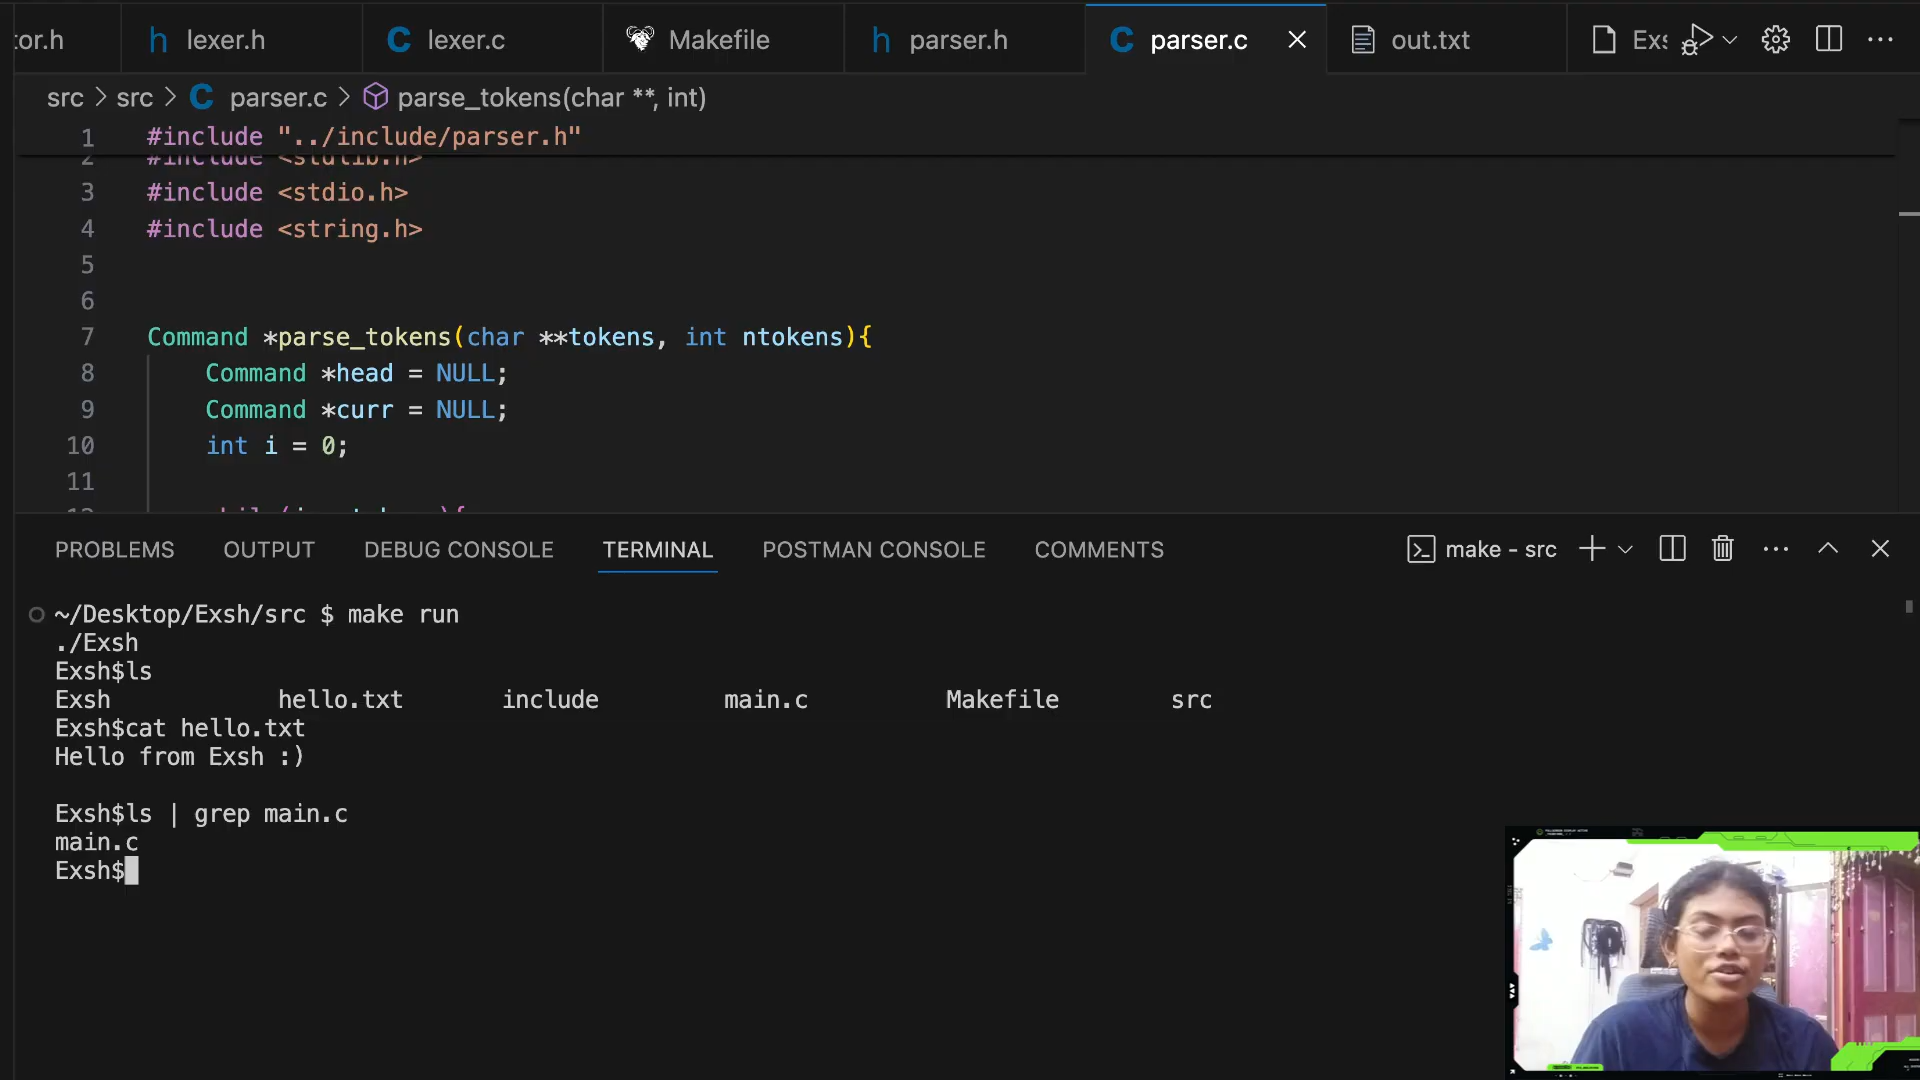 tor.h
lexer.h
lexer.c
Makefile
parser.h
parser.c
out.txt
Exs
src > src > parser.c > parse_tokens(char **, int)
1 #include "../include/parser.h"
2 #include <stdlib.h>
3 #include <stdio.h>
4 #include <string.h>
5
6
7 Command *parse_tokens(char **tokens, int ntokens){
8 Command *head = NULL;
9 Command *curr = NULL;
10 int i = 0;
11
PROBLEMS
OUTPUT
DEBUG CONSOLE
TERMINAL
POSTMAN CONSOLE
COMMENTS
make - src
~/Desktop/Exsh/src $ make run
./Exsh
Exsh$ls
Exsh hello.txt include main.c Makefile src
Exsh$cat hello.txt
Hello from Exsh :)
Exsh$ls | grep main.c
main.c
Exsh$